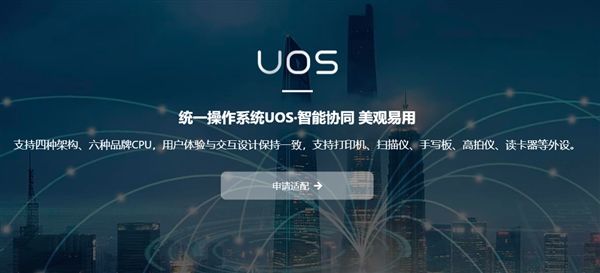 UOS
统一操作系统UOS·智能协同 美观易用
支持四种架构、六种品牌CPU，用户体验与交互设计保持一致，支持打印机、扫描仪、手写板、高拍仪、读卡器等外设。
申请适配 →